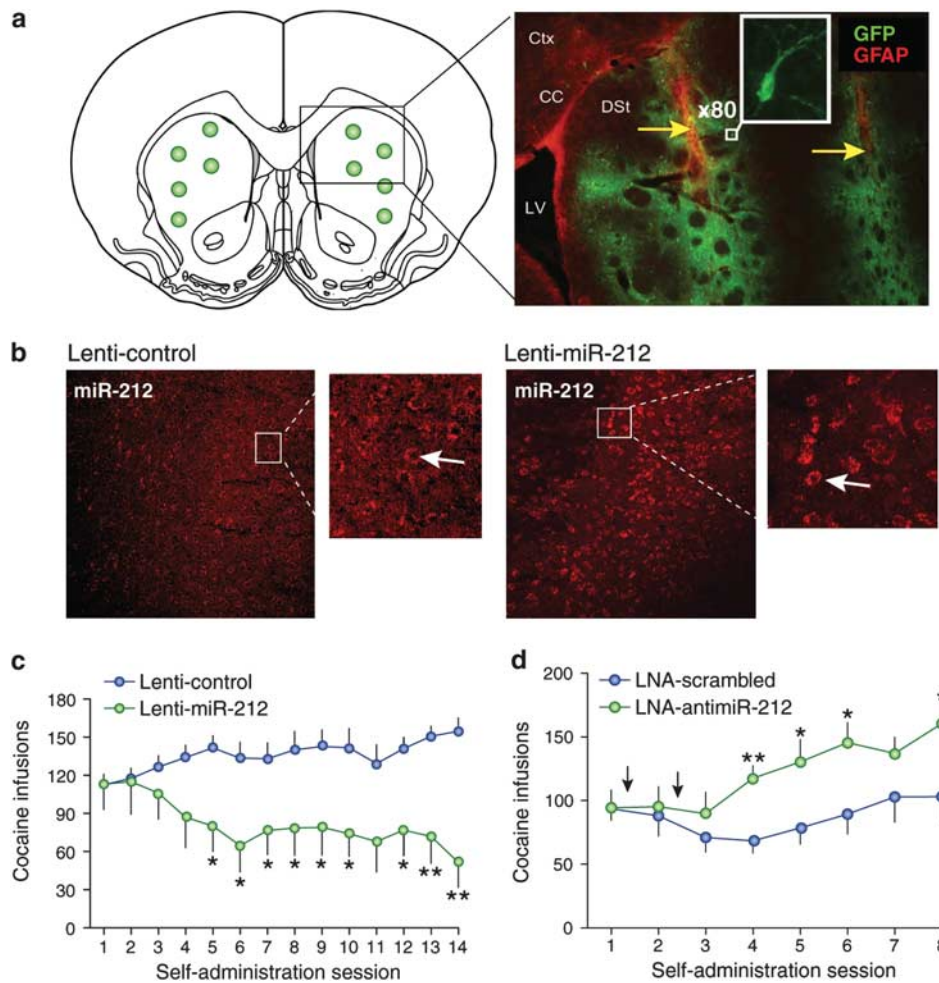 a
Ctx
CC
DSt
LV
x80
GFP
GFAP
b
Lenti-control
miR-212
Lenti-miR-212
miR-212
c
Lenti-control
Lenti-miR-212
Cocaine infusions
180
150
120
90
60
30
0
* * * * * * * ** **
1 2 3 4 5 6 7 8 9 10 11 12 13 14
Self-administration session
d
LNA-scrambled
LNA-antimiR-212
Cocaine infusions
200
150
100
50
0
** * *
1 2 3 4 5 6 7 8
Self-administration session